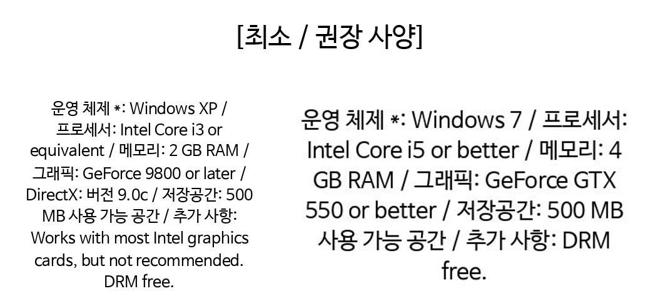 [최소 / 권장 사양]
운영 체제 *: Windows XP /
프로세서: Intel Core i3 or
equivalent / 메모리: 2 GB RAM /
그래픽: GeForce 9800 or later /
DirectX: 버전 9.0c / 저장공간: 500
MB 사용 가능 공간 / 추가 사항:
Works with most Intel graphics
cards, but not recommended.
DRM free.
운영 체제 *: Windows 7 / 프로세서:
Intel Core i5 or better / 메모리: 4
GB RAM / 그래픽: GeForce GTX
550 or better / 저장공간: 500 MB
사용 가능 공간 / 추가 사항: DRM
free.